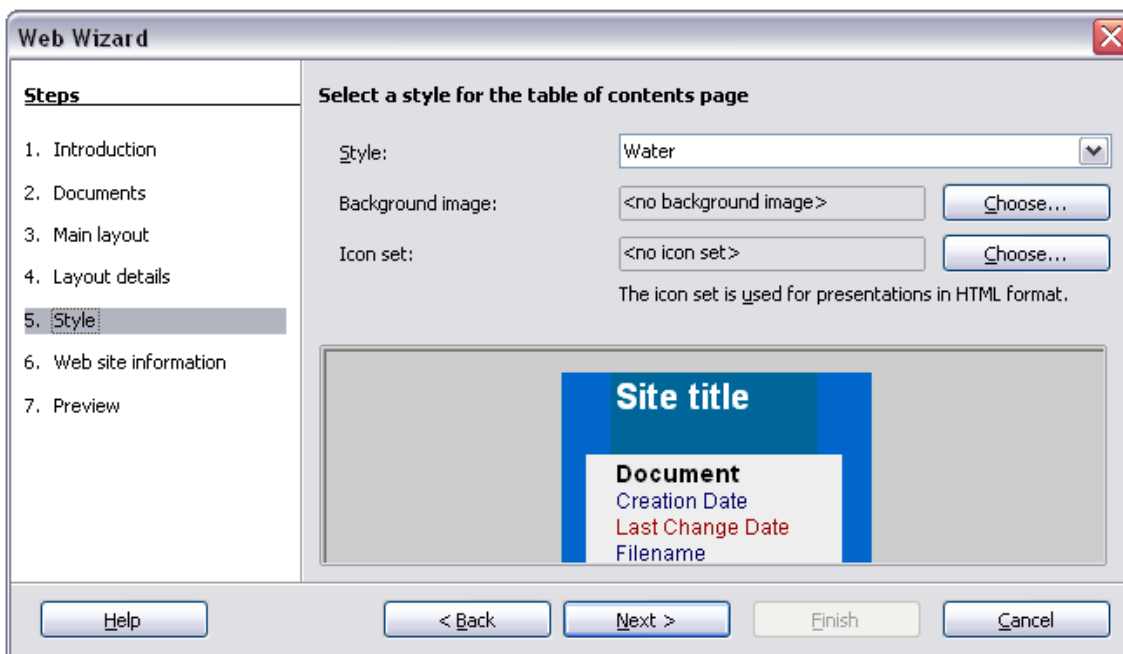 Web Wizard
Steps
1. Introduction
2. Documents
3. Main layout
4. Layout details
5. Style
6. Web site information
7. Preview
Select a style for the table of contents page
Style: Water
Background image: <no background image> Choose...
Icon set: <no icon set> Choose...
The icon set is used for presentations in HTML format.
Site title
Document
Creation Date
Last Change Date
Filename
Help < Back Next > Finish Cancel